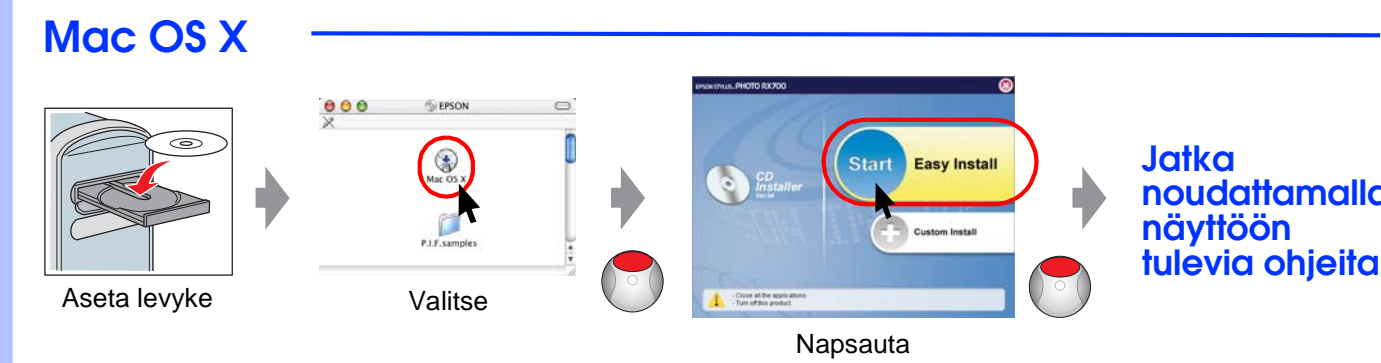 Mac OS X
EPSON
Mac OS X
P.I.F.samples
EPSON STYLUS PHOTO RX700
CD
Installer
Start
Easy Install
Custom Install
- Close all the applications.
- Turn off this product.
Jatka
noudattamalla
näyttöön
tulevia ohjeita
Aseta levyke
Valitse
Napsauta